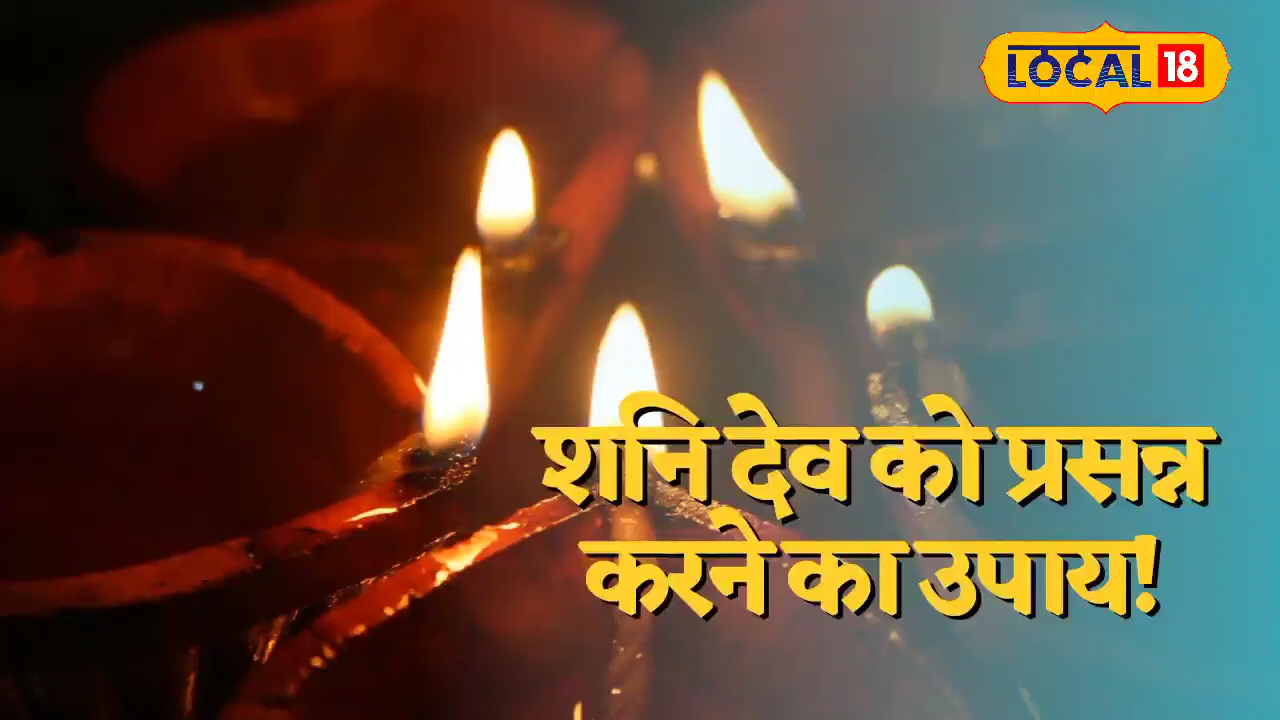 LOCAL 18
शनि देव को प्रसन्न
करने का उपाय!